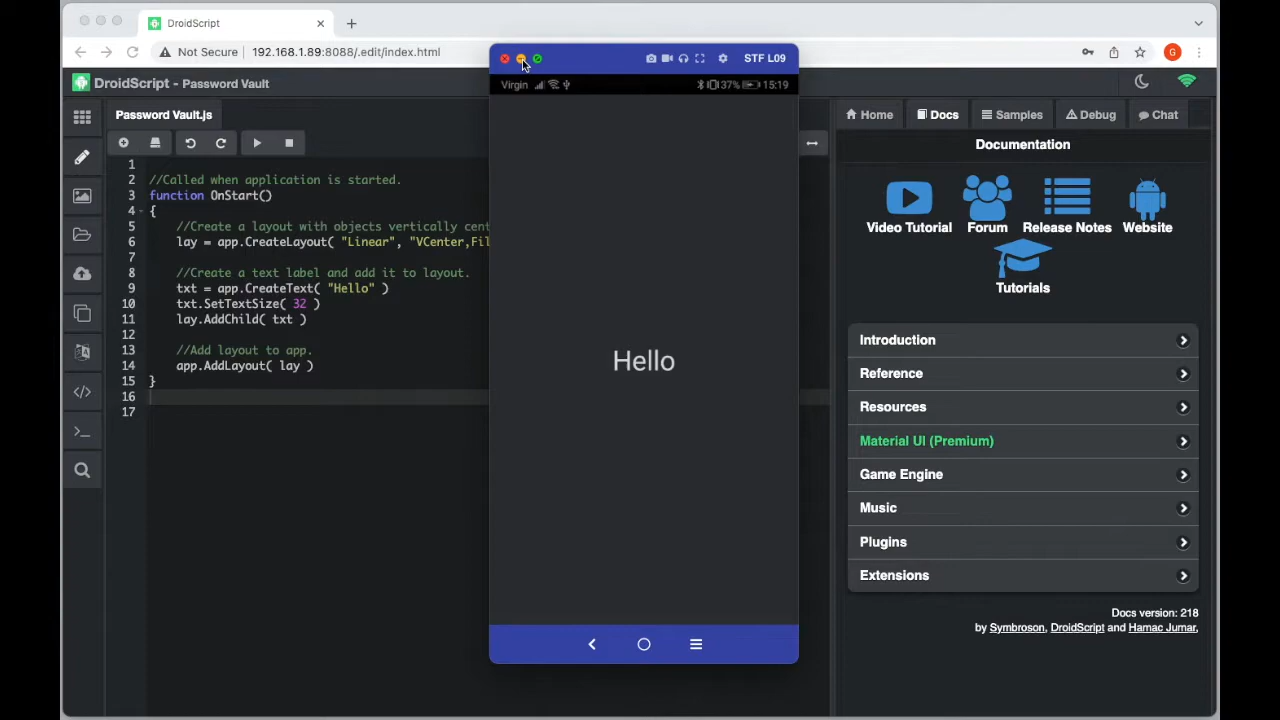 DroidScript
Not Secure 192.168.1.89:8088/.edit/index.html
G
STF L09
Virgin 37% 15:19
DroidScript - Password Vault
Password Vault.js
1
2 //Called when application is started.
3 function OnStart()
4 {
5 //Create a layout with objects vertically cent
6 lay = app.CreateLayout( "Linear", "VCenter,Fil
7
8 //Create a text label and add it to layout.
9 txt = app.CreateText( "Hello" )
10 txt.SetTextSize( 32 )
11 lay.AddChild( txt )
12
13 //Add layout to app.
14 app.AddLayout( lay )
15 }
16
17
Hello
Home Docs Samples Debug Chat
Documentation
Video Tutorial Forum Release Notes Website
Tutorials
Introduction
Reference
Resources
Material UI (Premium)
Game Engine
Music
Plugins
Extensions
Docs version: 218
by Symbroson, DroidScript and Hamac Jumar,